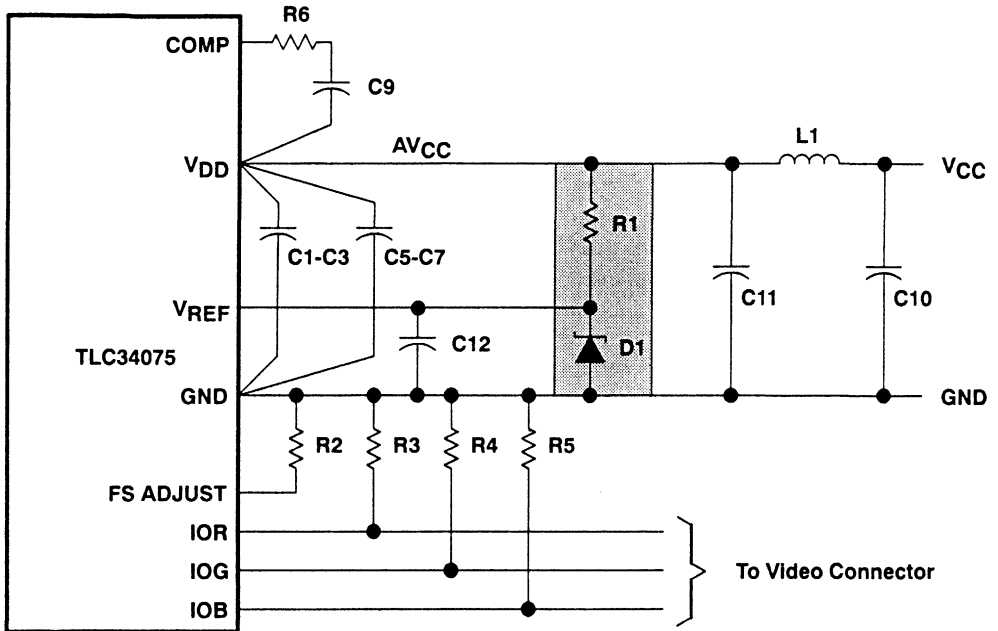 R6
COMP
C9
L1
AVCC
VDD
VCC
R1
C1-C3
C5-C7
C11
C10
VREF
C12
D1
TLC34075
GND
GND
R2
R3
R4
R5
FS ADJUST
IOR
IOG
To Video Connector
IOB